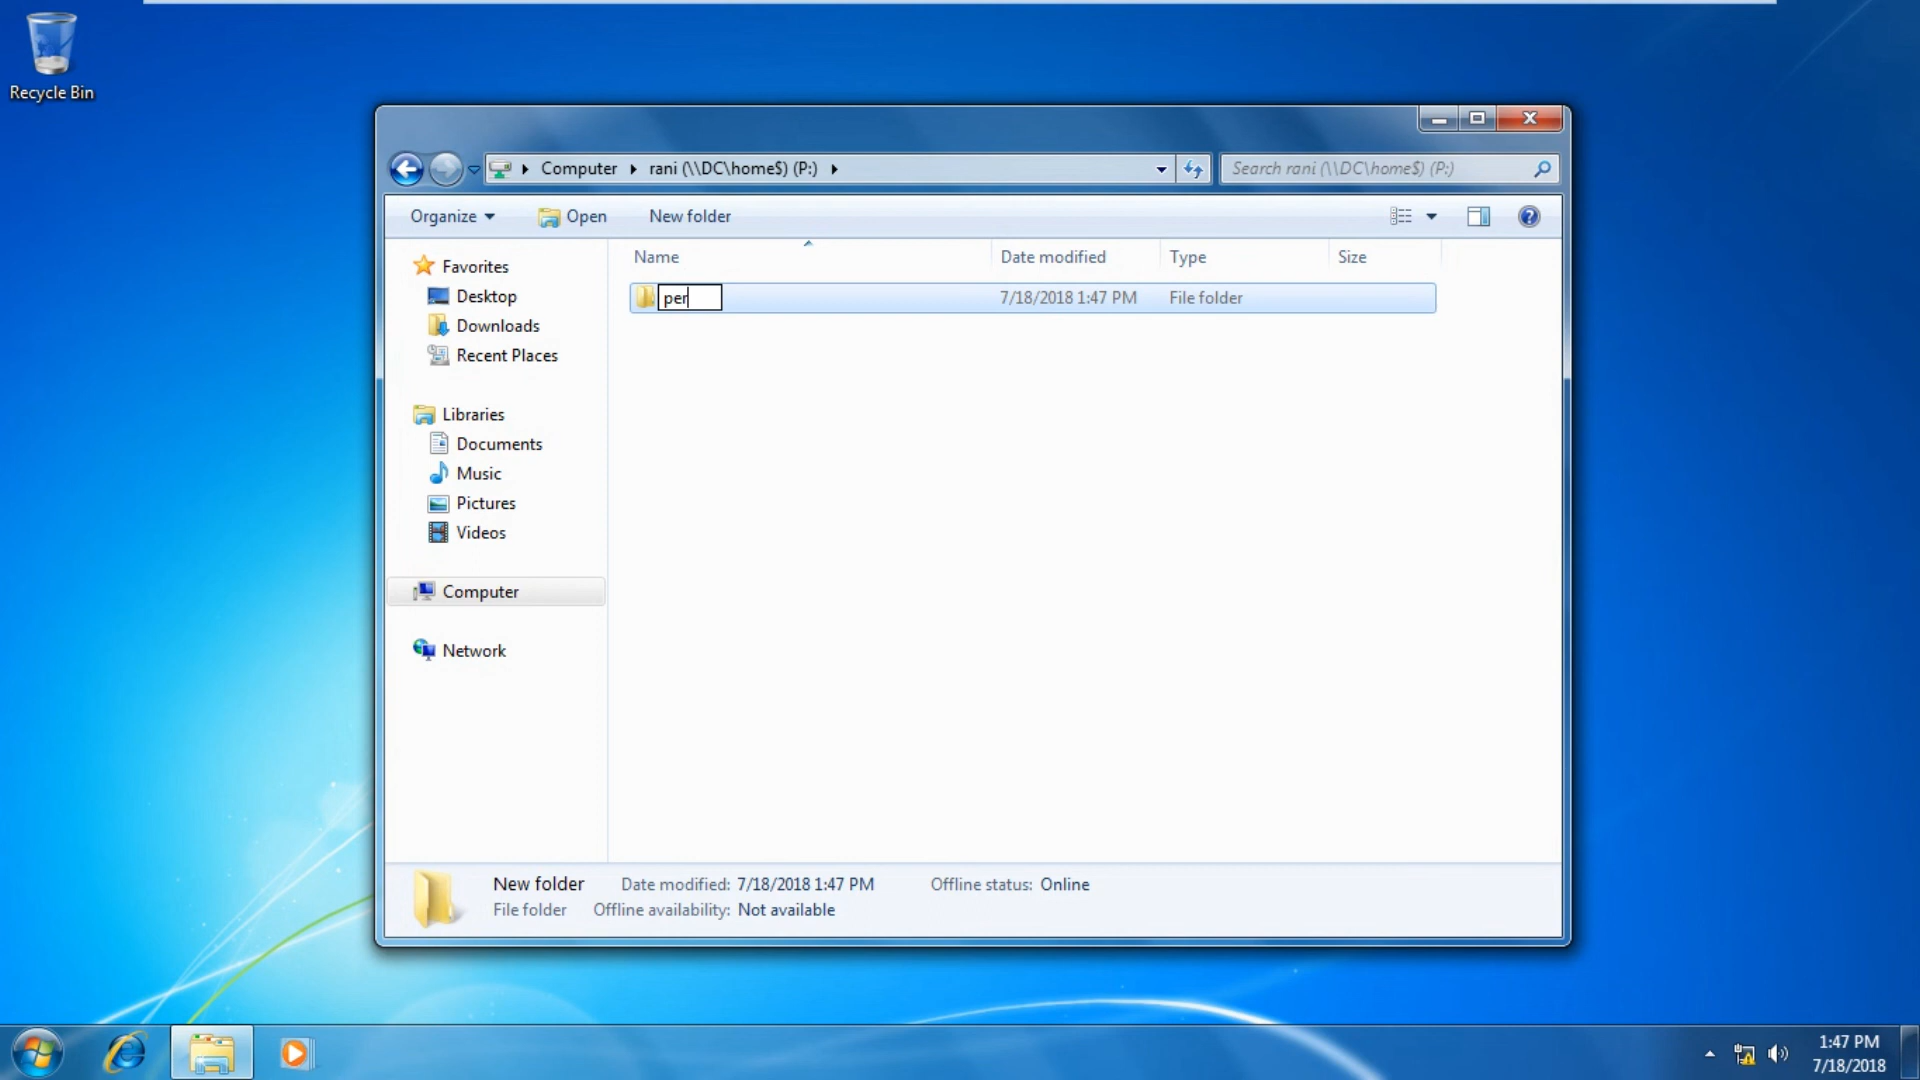 Recycle Bin
Computer rani (\\DC\home$) (P:)
Search rani (\\DC\home$) (P:)
Organize Open New folder
Name Date modified Type Size
per 7/18/2018 1:47 PM File folder
Favorites
Desktop
Downloads
Recent Places
Libraries
Documents
Music
Pictures
Videos
Computer
Network
New folder Date modified: 7/18/2018 1:47 PM Offline status: Online
File folder Offline availability: Not available
1:47 PM
7/18/2018